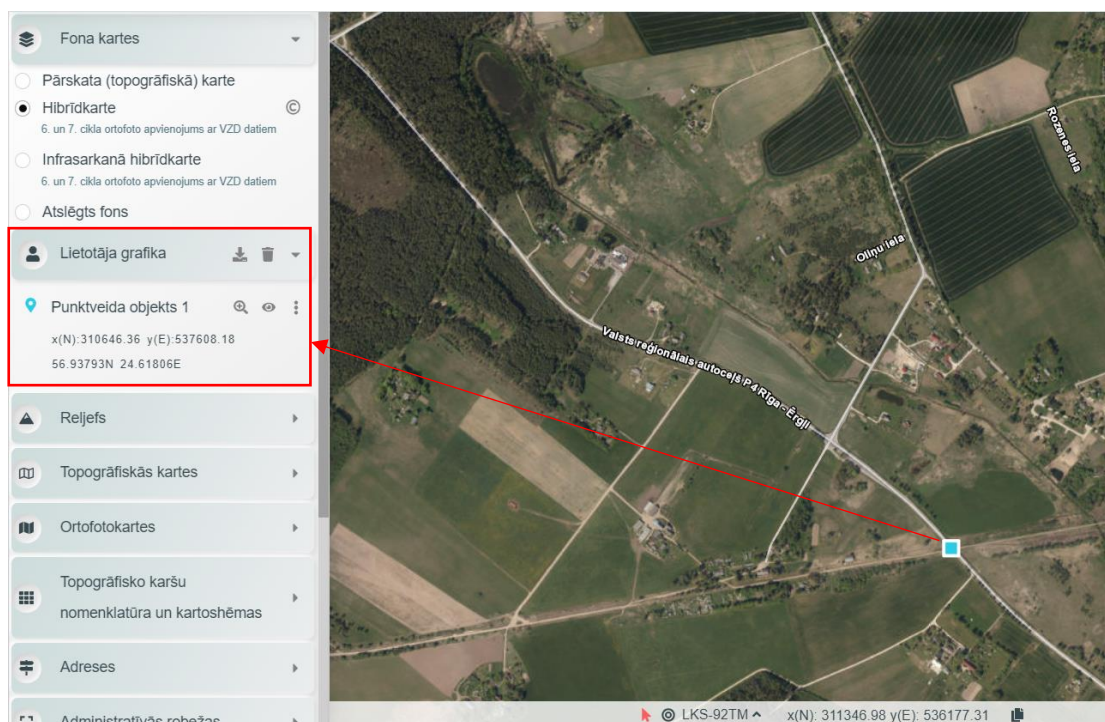 Fona kartes
Pārskata (topogrāfiskā) karte
Hibrīdkarte ©
6. un 7. cikla ortofoto apvienojums ar VZD datiem
Infrasarkanā hibrīdkarte
6. un 7. cikla ortofoto apvienojums ar VZD datiem
Atslēgts fons
Lietotāja grafika
Punktveida objekts 1
x(N):310646.36 y(E):537608.18
56.93793N 24.61806E
Reljefs
Topogrāfiskās kartes
Ortofotokartes
Topogrāfisko karšu
nomenklatūra un kartoshēmas
Adreses
Administratīvās robežas
Rozenes iela
Oliņu iela
Valsts reģionālais autoceļš P4 Rīga - Ērgļi
LKS-92TM x(N): 311346.98 y(E): 536177.31